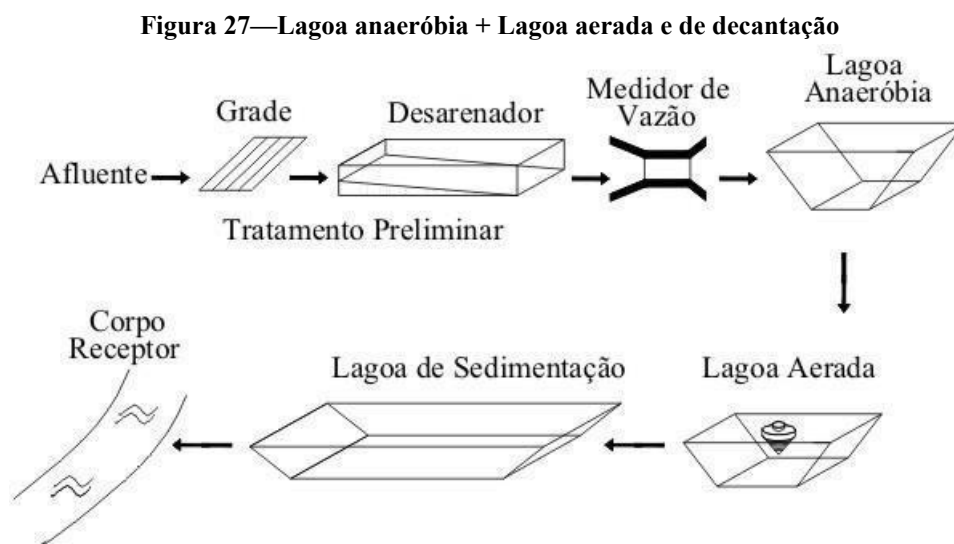 Figura 27—Lagoa anaeróbia + Lagoa aerada e de decantação
Afluente
Grade
Desarenador
Tratamento Preliminar
Medidor de
Vazão
Lagoa
Anaeróbia
Lagoa Aerada
Lagoa de Sedimentação
Corpo
Receptor